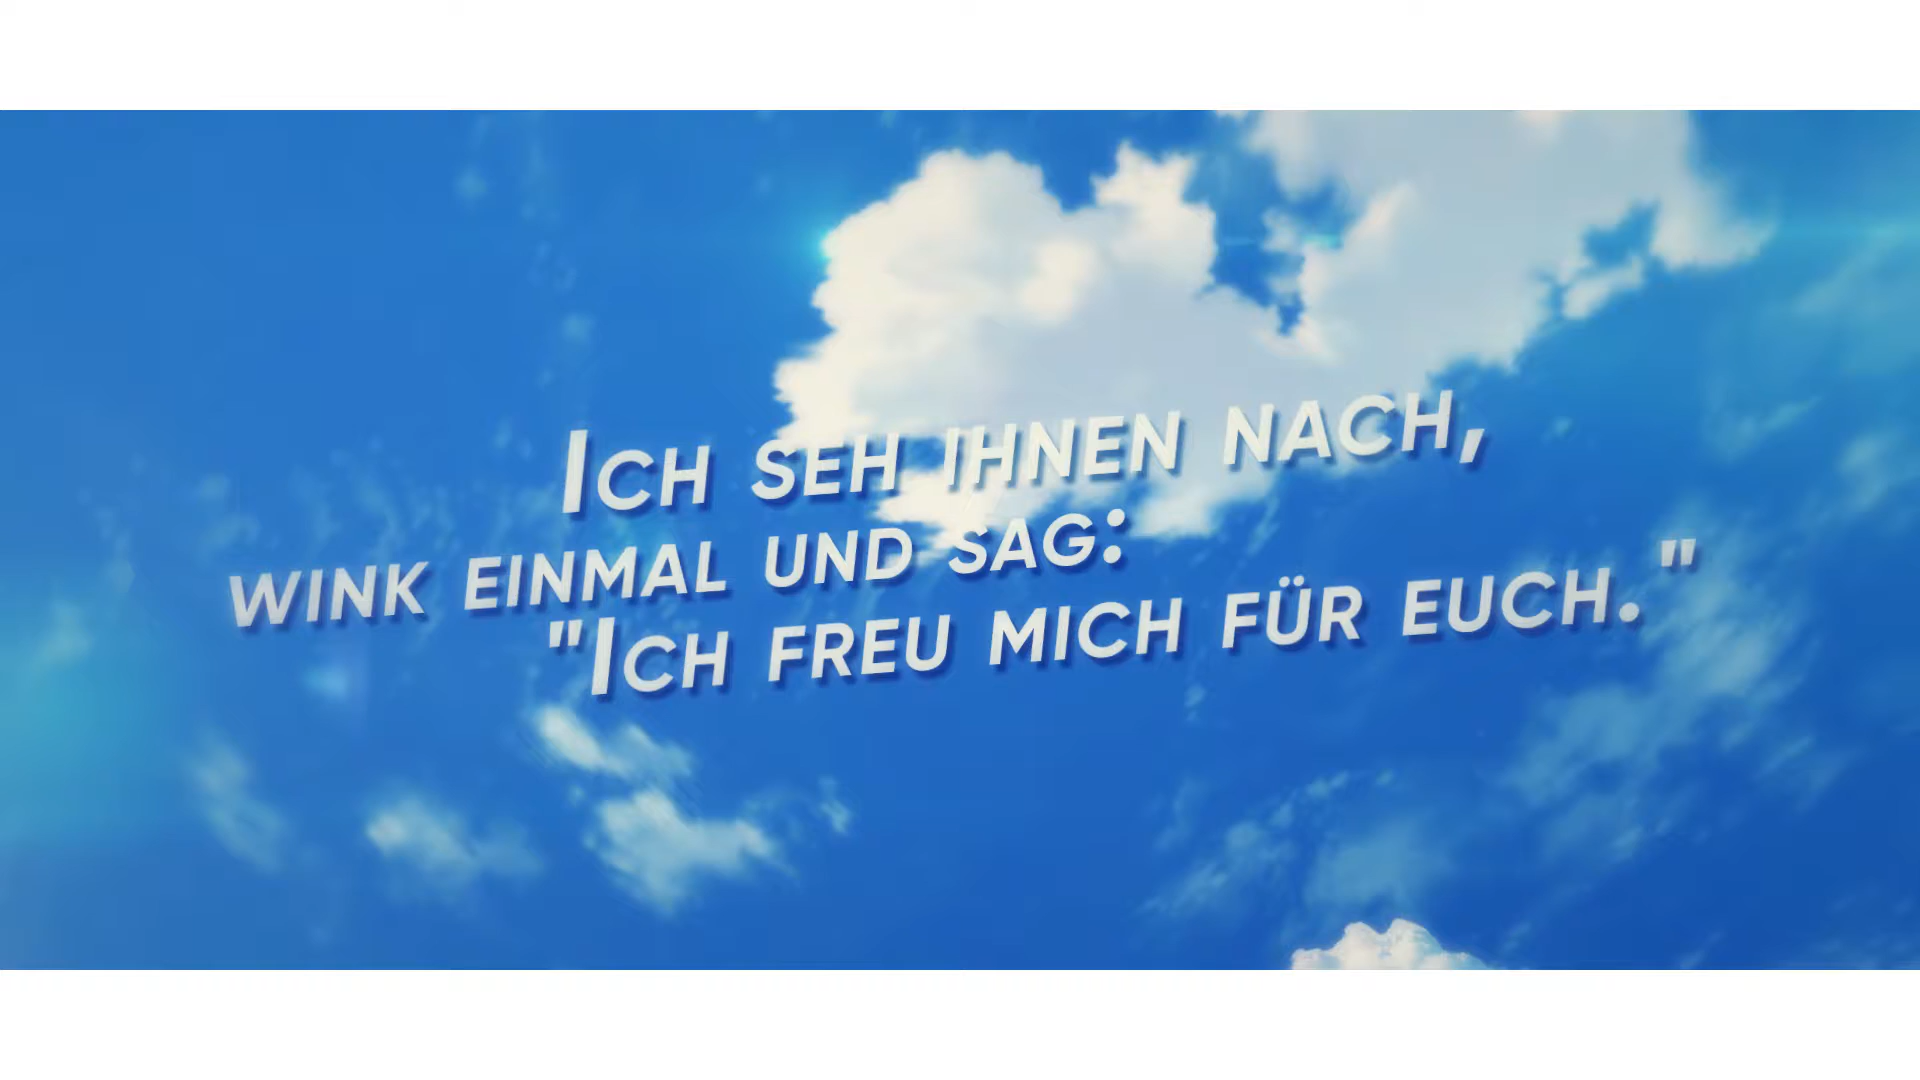 Ich seh ihnen nach,
wink einmal und sag:
"Ich freu mich für euch."